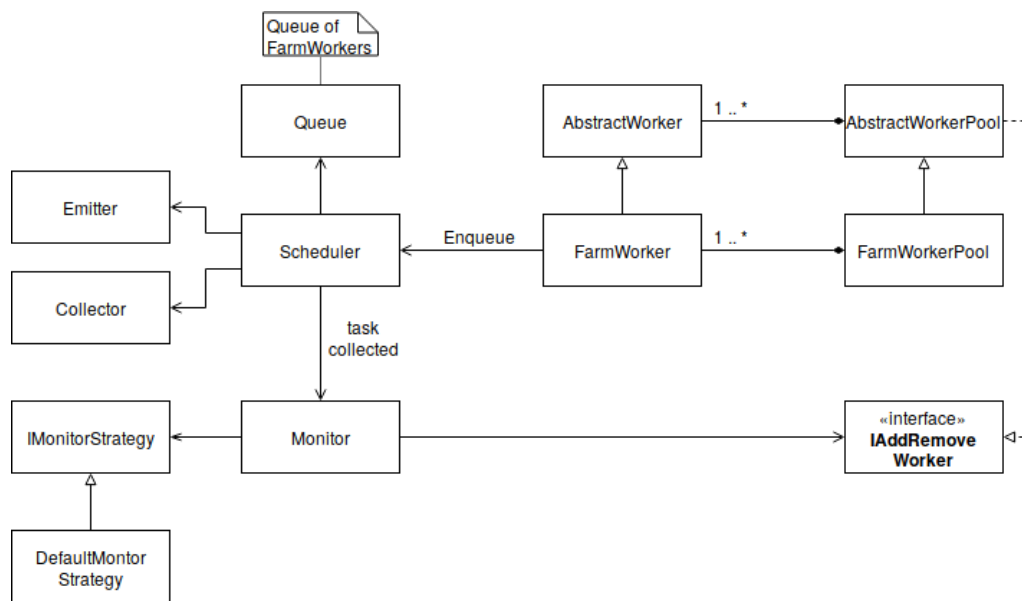 Queue of
FarmWorkers
Queue
AbstractWorker
1 .. *
AbstractWorkerPool
Emitter
Scheduler
Enqueue
FarmWorker
1 .. *
FarmWorkerPool
Collector
task
collected
IMonitorStrategy
Monitor
«interface»
IAddRemove
Worker
DefaultMontor
Strategy